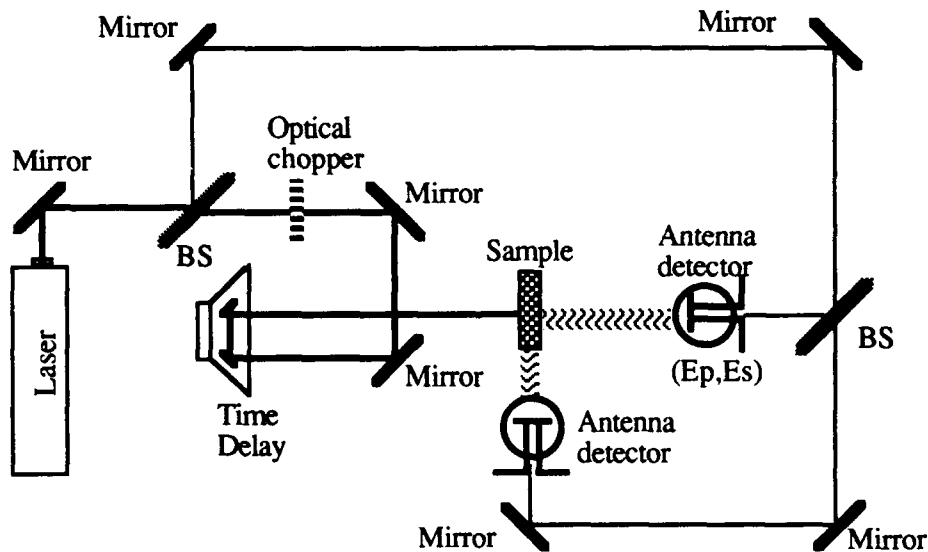 Mirror
Mirror
Optical
chopper
Mirror
Mirror
BS
Sample
Antenna
detector
Laser
Time
Delay
Mirror
(Ep,Es)
BS
Antenna
detector
Mirror
Mirror